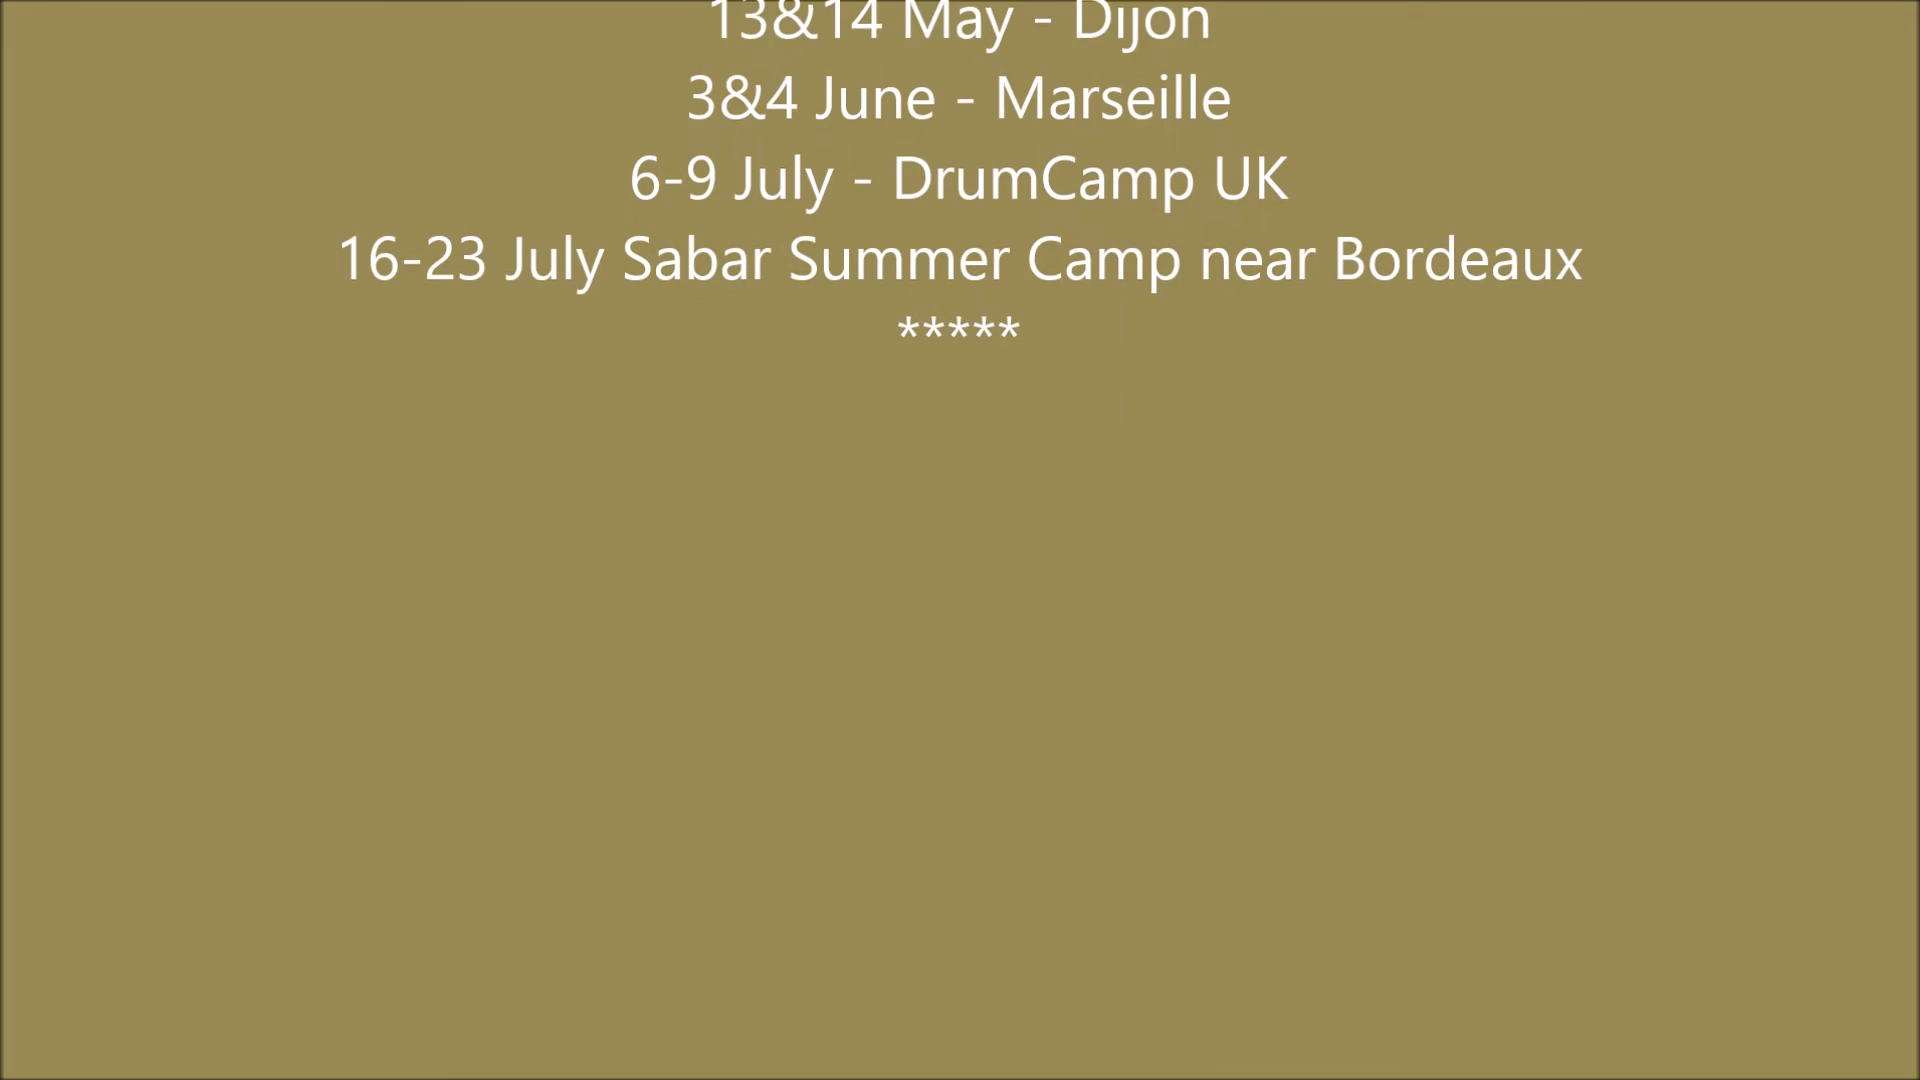 13&14 May - Dijon
3&4 June - Marseille
6-9 July - DrumCamp UK
16-23 July Sabar Summer Camp near Bordeaux
*****